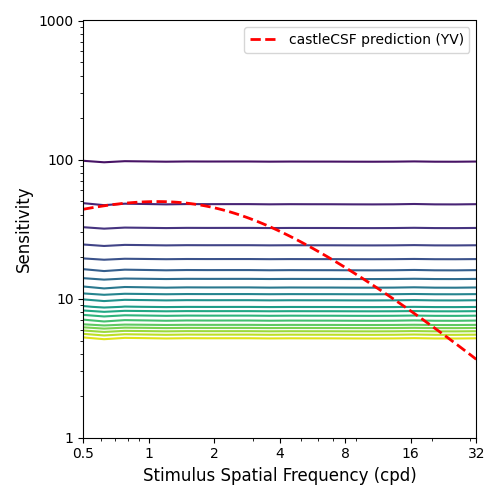 1000
castleCSF prediction (YV)
100
Sensitivity
10
1
0.5 1 2 4 8 16 32
Stimulus Spatial Frequency (cpd)